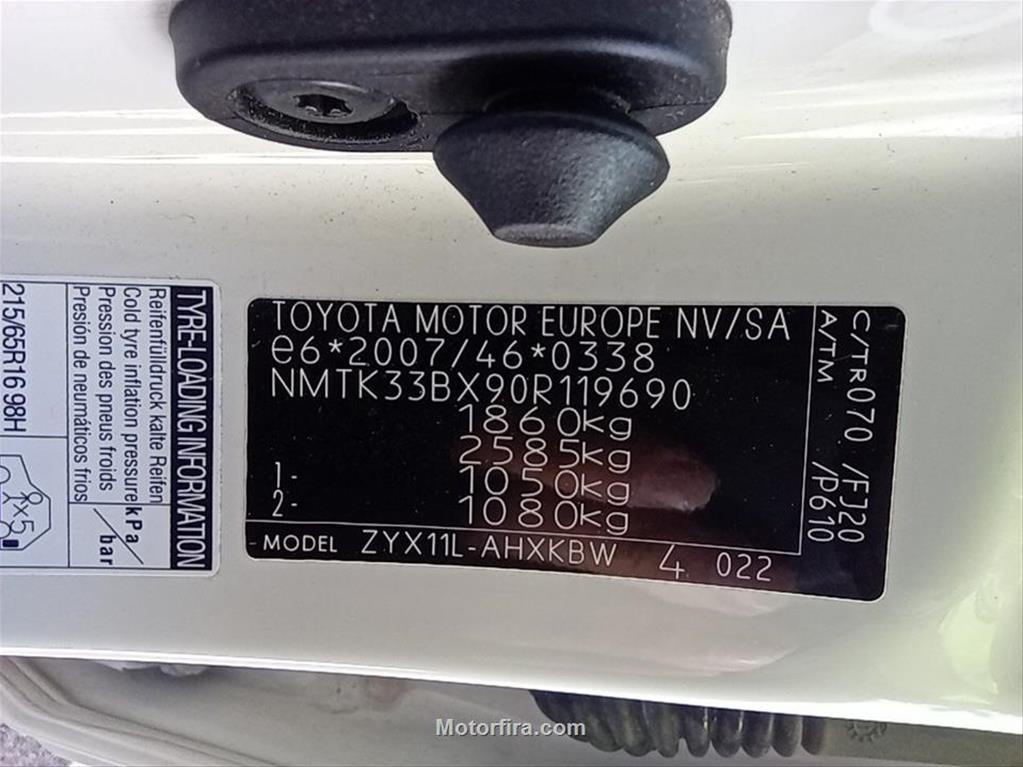 TOYOTA MOTOR EUROPE NV/SA
e6*2007/46*0338
NMTK33BX90R119690
1860kg
2585kg
1- 1050kg
2- 1080kg
MODEL ZYX11L-AHXKBW 4 022
C/TR070 /FJ20
A/TM /P610
TYRE-LOADING INFORMATION
Reifenfülldruck kalte Reifen
Cold tyre inflation pressure
Pression des pneus froids
Presión de neumáticos frios
kPa/
bar
215/65R16 98H
x5
Motorfira.com